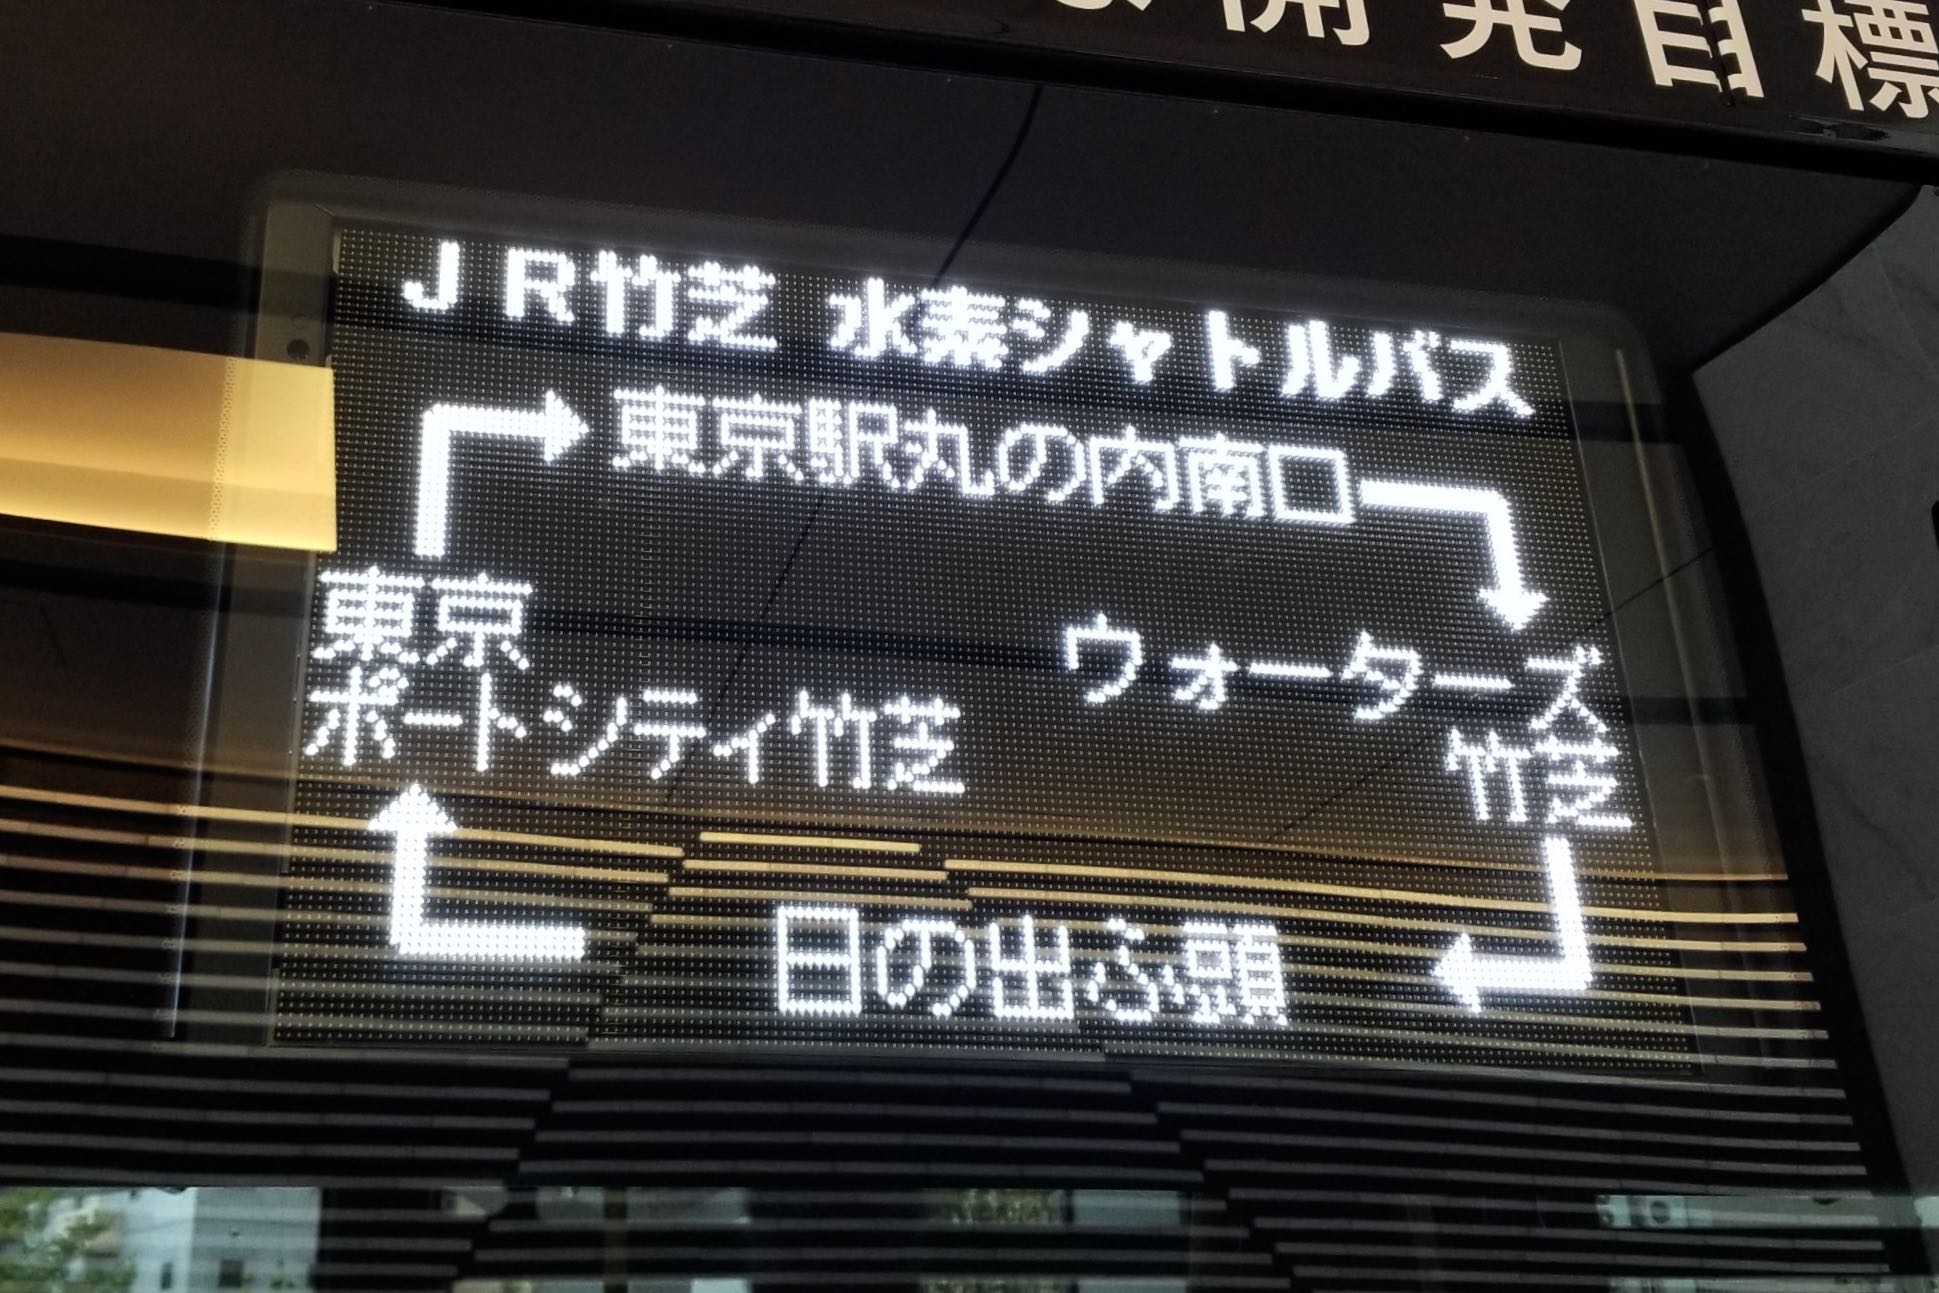 開発目標
JR竹芝 水素シャトルバス
東京駅丸の内南口
東京
ポートシティ竹芝
ウォーターズ
竹芝
日の出ふ頭